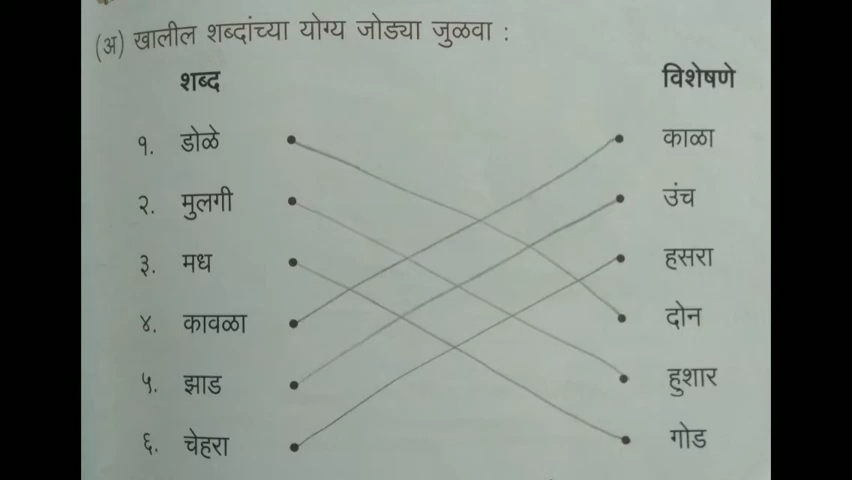 (अ) खालील शब्दांच्या योग्य जोड्या जुळवा :
शब्द विशेषणे
१. डोळे काळा
२. मुलगी उंच
३. मध हसरा
४. कावळा दोन
५. झाड हुशार
६. चेहरा गोड